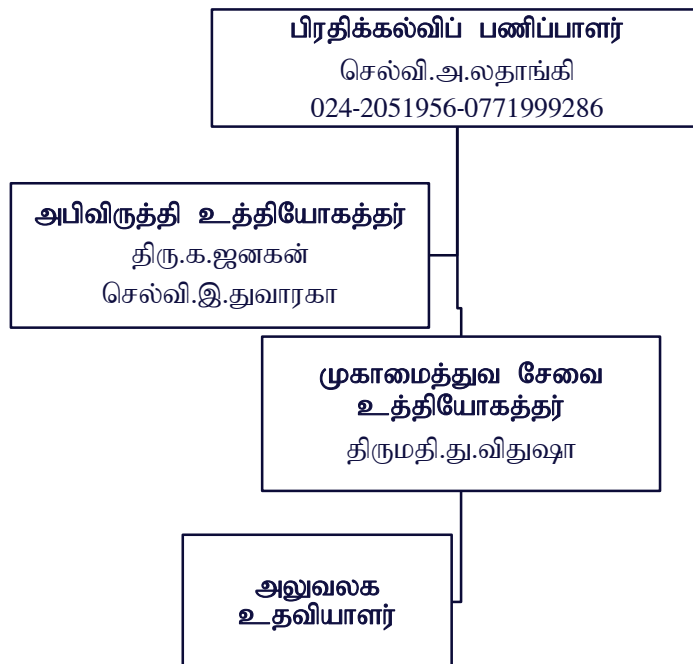 பிரதிக்கல்விப் பணிப்பாளர்
செல்வி.அ.லதாங்கி
024-2051956-0771999286
அபிவிருத்தி உத்தியோகத்தர்
திரு.க.ஜனகன்
செல்வி.இ.துவாரகா
முகாமைத்துவ சேவை
உத்தியோகத்தர்
திருமதி.து.விதுஷா
அலுவலக
உதவியாளர்